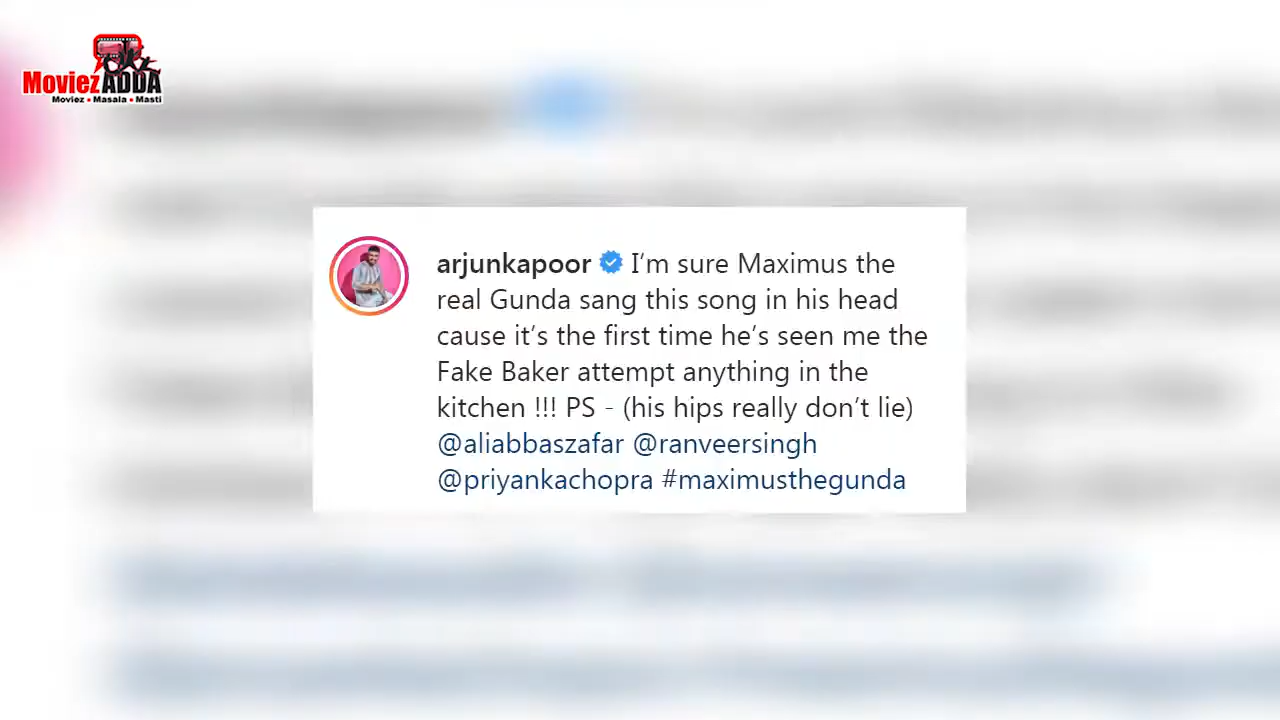 MoviezADDA
Moviez • Masala • Masti
arjunkapoor I'm sure Maximus the
real Gunda sang this song in his head
cause it's the first time he's seen me the
Fake Baker attempt anything in the
kitchen !!! PS - (his hips really don't lie)
@aliabbaszafar @ranveersingh
@priyankachopra #maximusthegunda